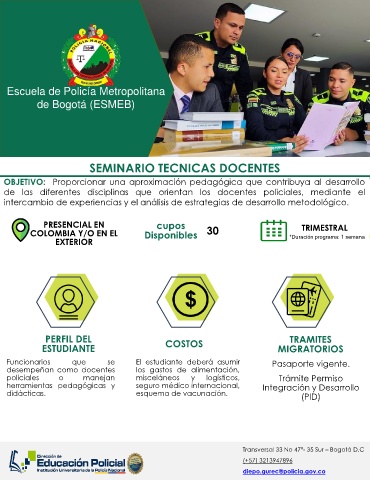 Escuela de Policía Metropolitana
de Bogotá (ESMEB)
SEMINARIO TECNICAS DOCENTES
OBJETIVO: Proporcionar una aproximación pedagógica que contribuya al desarrollo
de las diferentes disciplinas que orientan los docentes policiales, mediante el
intercambio de experiencias y el análisis de estrategias de desarrollo metodológico.
PRESENCIAL EN
COLOMBIA Y/O EN EL
EXTERIOR
cupos
Disponibles
30
TRIMESTRAL
*Duración programa: 1 semana
PERFIL DEL
ESTUDIANTE
Funcionarios que se
desempeñan como docentes
policiales o manejan
herramientas pedagógicas y
didácticas.
COSTOS
El estudiante deberá asumir
los gastos de alimentación,
misceláneos y logísticos,
seguro médico internacional,
esquema de vacunación.
TRAMITES
MIGRATORIOS
Pasaporte vigente.
Trámite Permiso
Integración y Desarrollo
(PID)
Dirección de
Educación Policial
Institución Universitaria de la Policía Nacional
Transversal 33 No 47ª- 35 Sur – Bogotá D.C
(+57) 3213947896
diepo.gurec@policia.gov.co